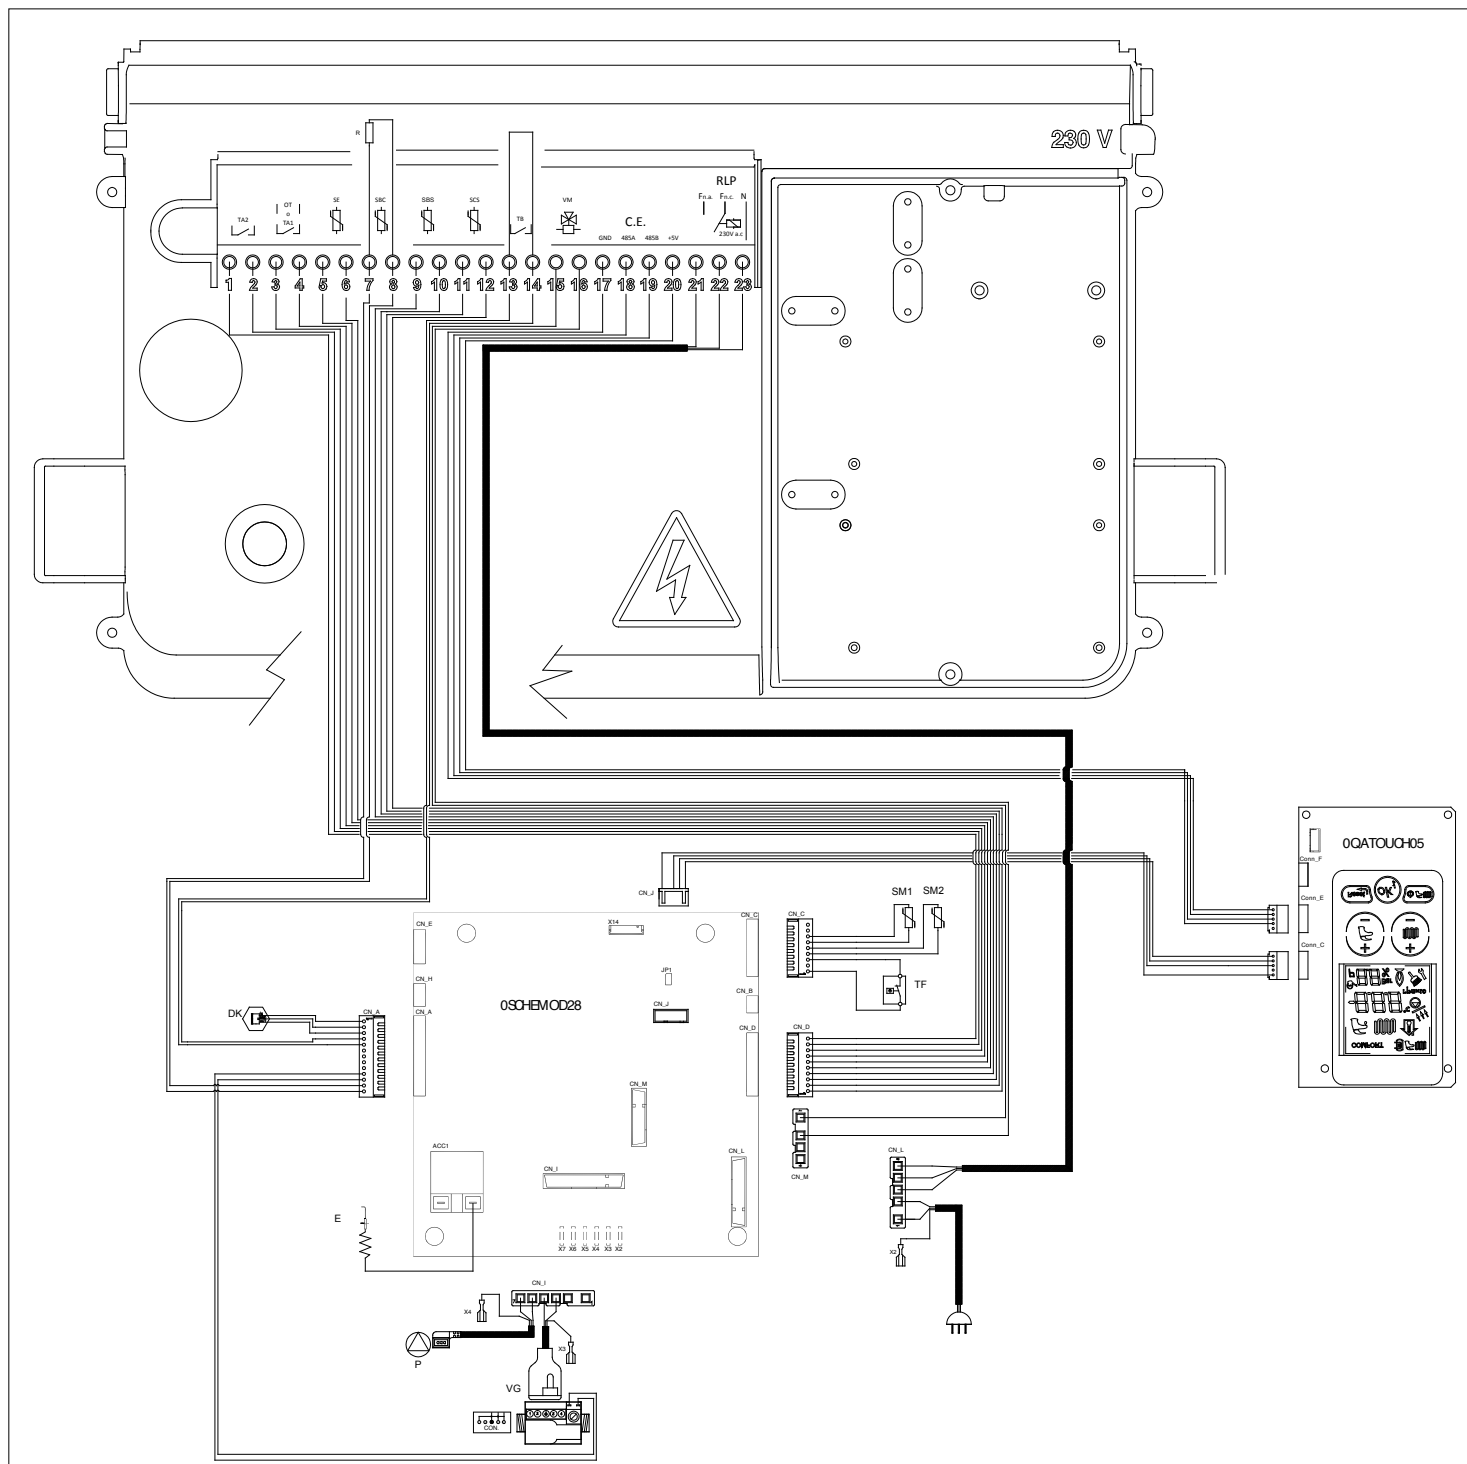 230 V
R
RLP
Fn.a. Fn.c. N
230V a.c
TA2
OT
o
TA1
SE
SBC
SBS
SCS
TB
VM
C.E.
GND 485A 485B +5V
1 2 3 4 5 6 7 8 9 10 11 12 13 14 15 16 17 18 19 20 21 22 23
0QATOUCH05
Conn_F
Conn_E
Conn_C
OK
CN_J
SM1 SM2
CN_C
TF
CN_E
X14
CN_C
CN_H
JP1
CN_B
CN_J
0SCHEMOD28
DK
CN_A
CN_A
CN_D
CN_D
CN_M
CN_M
ACC1
CN_I
CN_L
CN_L
E
X7 X6 X5 X4 X3 X2
X2
CN_I
X4
X3
P
VG
CON.